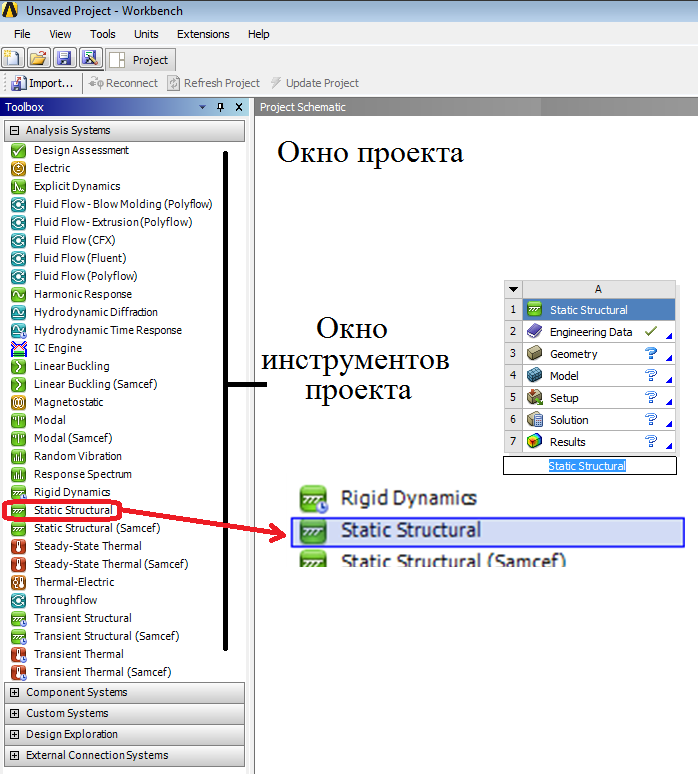 Unsaved Project - Workbench
File View Tools Units Extensions Help
Project
Import... Reconnect Refresh Project Update Project
Toolbox
Project Schematic
Analysis Systems
Design Assessment
Electric
Explicit Dynamics
Fluid Flow - Blow Molding (Polyflow)
Fluid Flow - Extrusion (Polyflow)
Fluid Flow (CFX)
Fluid Flow (Fluent)
Fluid Flow (Polyflow)
Harmonic Response
Hydrodynamic Diffraction
Hydrodynamic Time Response
IC Engine
Linear Buckling
Linear Buckling (Samcef)
Magnetostatic
Modal
Modal (Samcef)
Random Vibration
Response Spectrum
Rigid Dynamics
Static Structural
Static Structural (Samcef)
Steady-State Thermal
Steady-State Thermal (Samcef)
Thermal-Electric
Throughflow
Transient Structural
Transient Structural (Samcef)
Transient Thermal
Transient Thermal (Samcef)
Component Systems
Custom Systems
Design Exploration
External Connection Systems
Окно проекта
Окно
инструментов
проекта
A
1 Static Structural
2 Engineering Data
3 Geometry
4 Model
5 Setup
6 Solution
7 Results
Static Structural
Rigid Dynamics
Static Structural
Static Structural (Samcef)